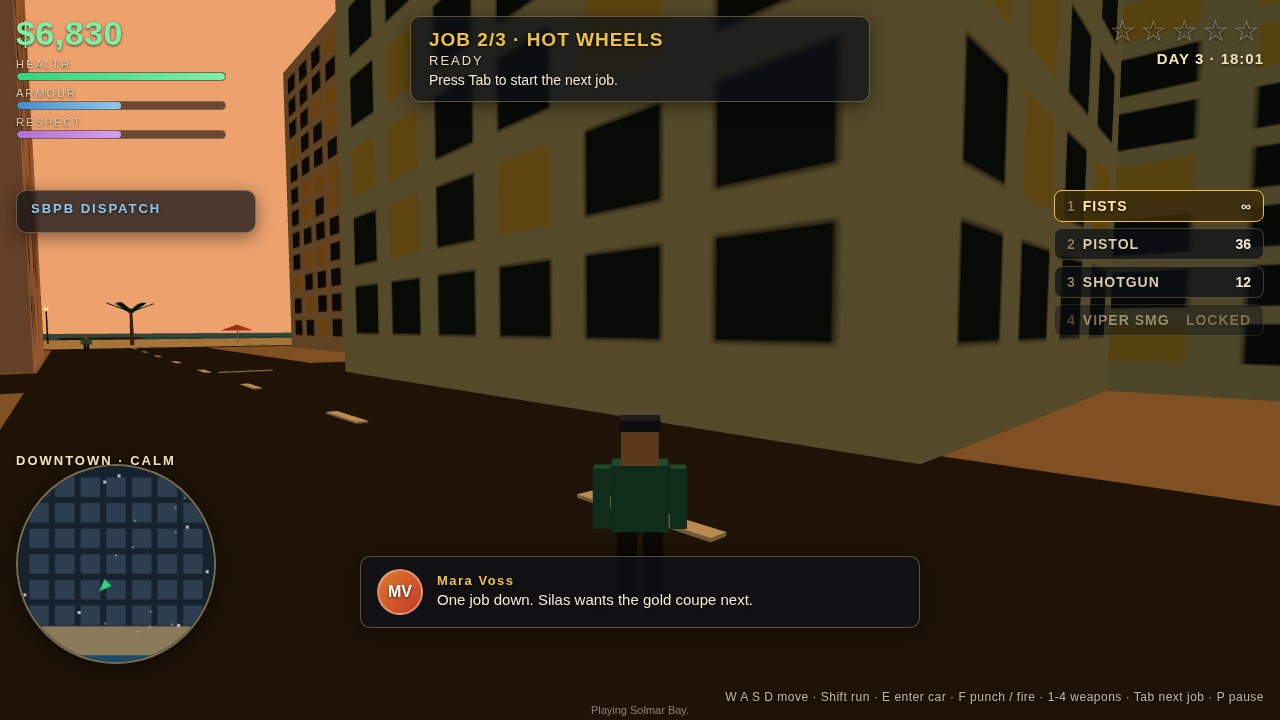 $6,830
HEALTH
ARMOUR
RESPECT
SBPB DISPATCH
JOB 2/3 · HOT WHEELS
READY
Press Tab to start the next job.
☆☆☆☆☆
DAY 3 · 18:01
1 FISTS ∞
2 PISTOL 36
3 SHOTGUN 12
4 VIPER SMG LOCKED
DOWNTOWN · CALM
MV
Mara Voss
One job down. Silas wants the gold coupe next.
W A S D move · Shift run · E enter car · F punch / fire · 1-4 weapons · Tab next job · P pause
Playing Solmar Bay.